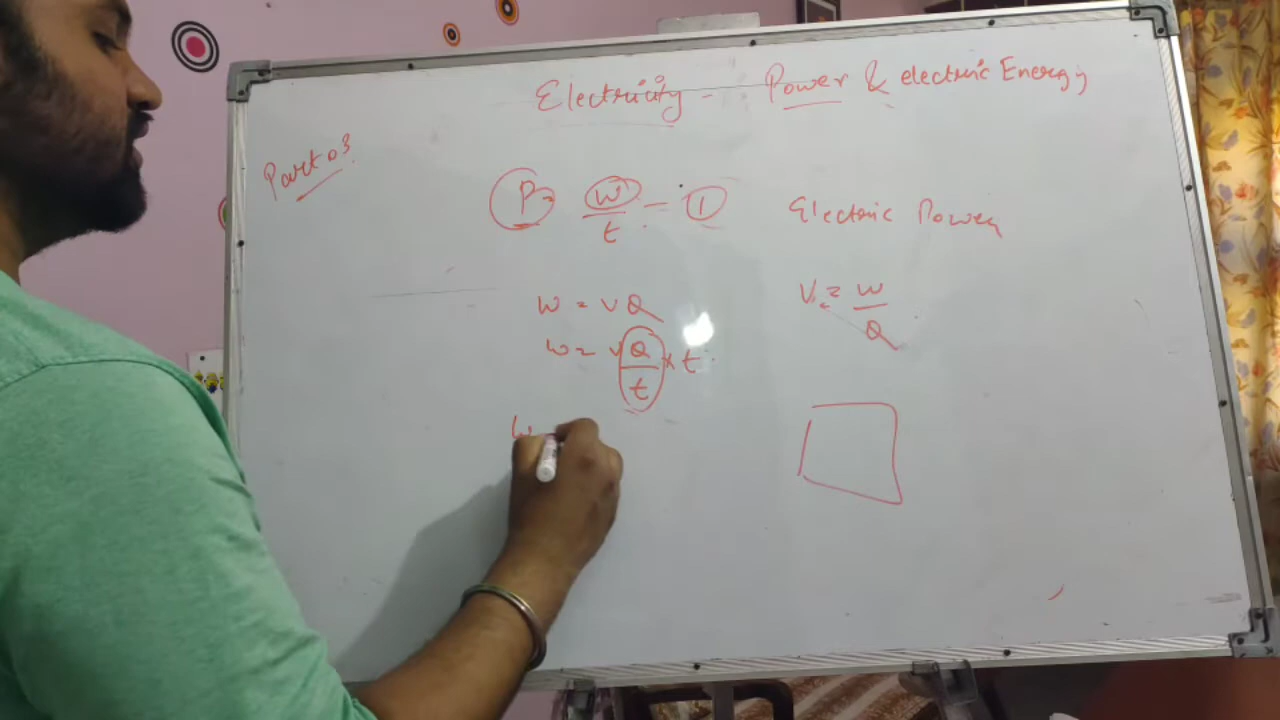 Electricity - Power & electric Energy
Part 03
P = W/t - ① Electric Power
W = VQ
V = W/Q
W = V Q/t × t
W